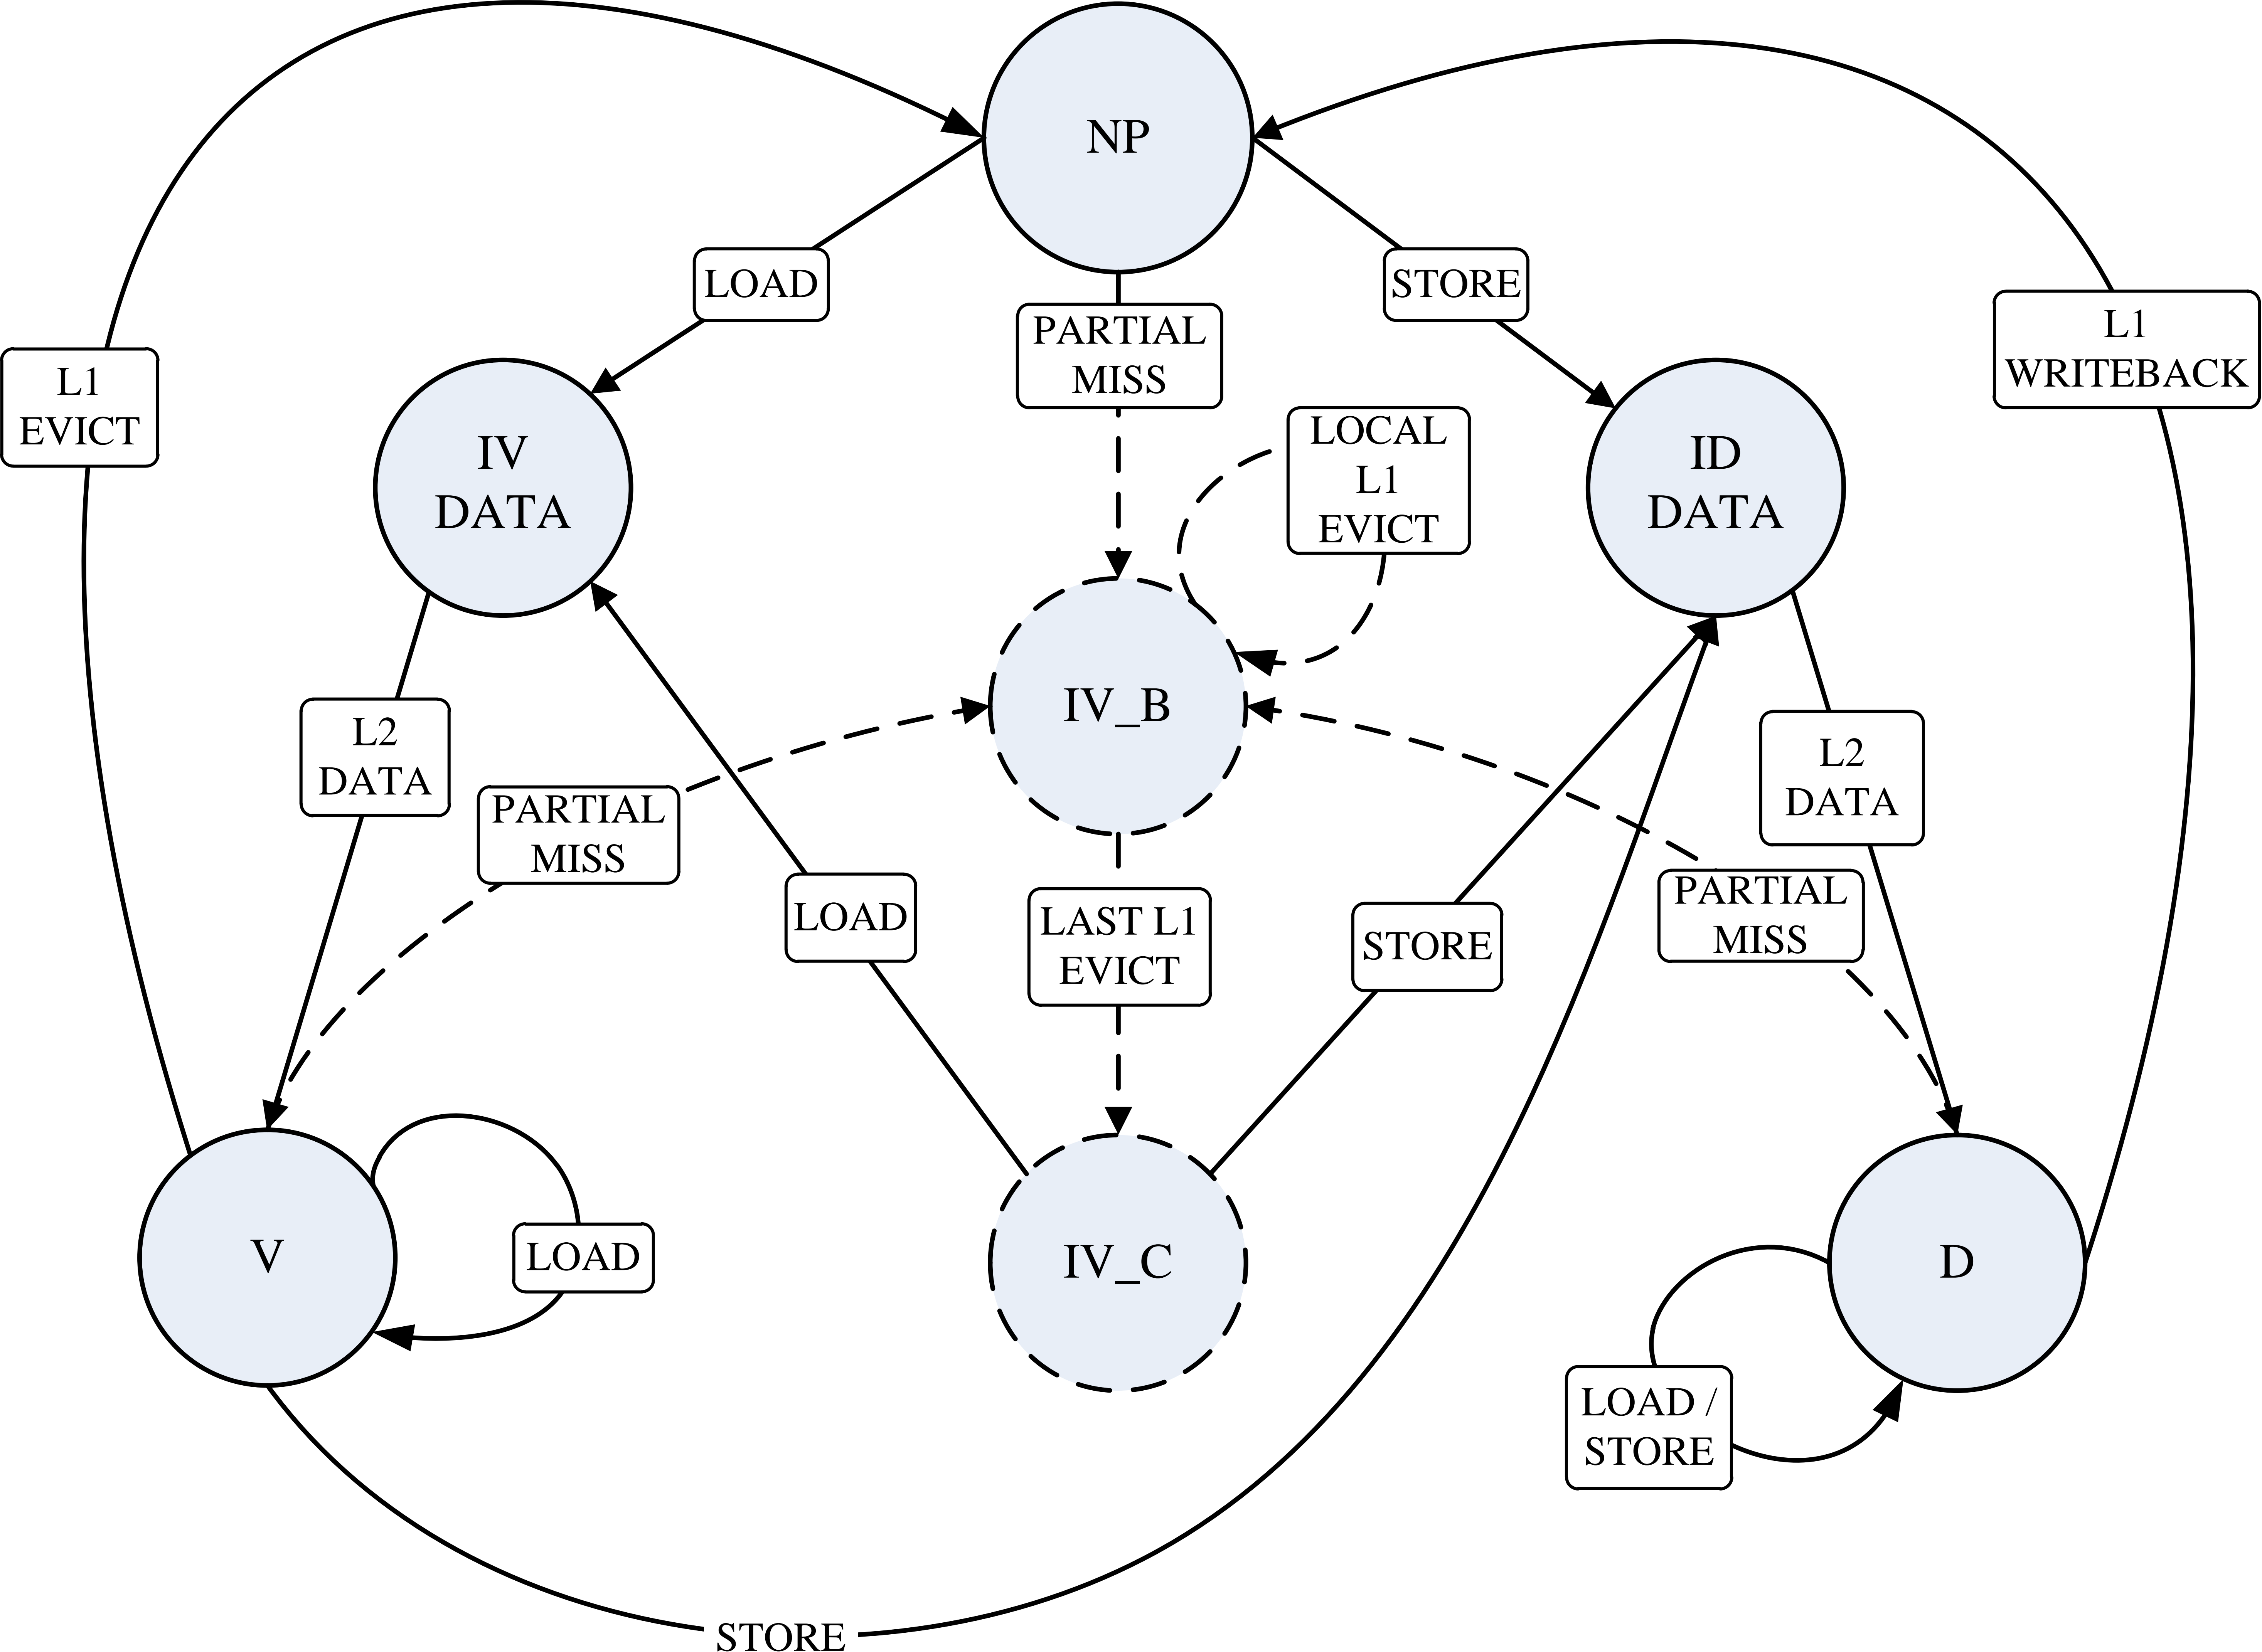 NP
LOAD
STORE
PARTIAL
MISS
L1
WRITEBACK
L1
EVICT
LOCAL
L1
EVICT
IV
DATA
ID
DATA
IV_B
L2
DATA
L2
DATA
PARTIAL
MISS
LOAD
LAST L1
EVICT
STORE
PARTIAL
MISS
V
LOAD
IV_C
D
LOAD /
STORE
STORE